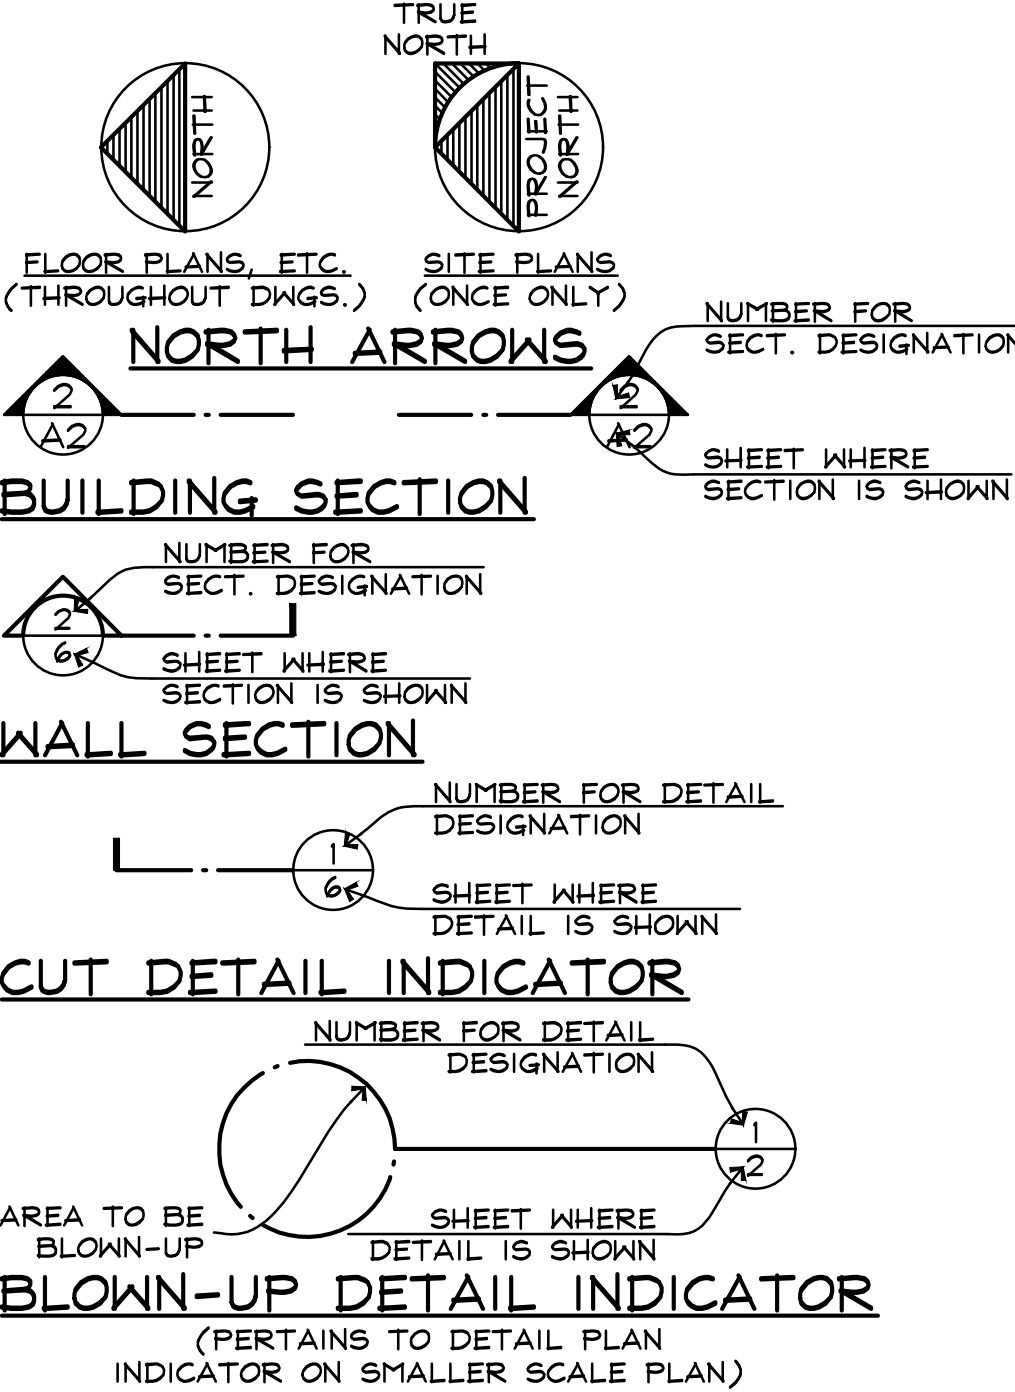 TRUE
NORTH
NORTH
PROJECT
NORTH
FLOOR PLANS, ETC.
(THROUGHOUT DWGS.)
SITE PLANS
(ONCE ONLY)
NORTH ARROWS
NUMBER FOR
SECT. DESIGNATION
2
A2
2
A2
SHEET WHERE
SECTION IS SHOWN
BUILDING SECTION
NUMBER FOR
SECT. DESIGNATION
2
6
SHEET WHERE
SECTION IS SHOWN
WALL SECTION
NUMBER FOR DETAIL
DESIGNATION
1
6
SHEET WHERE
DETAIL IS SHOWN
CUT DETAIL INDICATOR
NUMBER FOR DETAIL
DESIGNATION
1
2
AREA TO BE
BLOWN-UP
SHEET WHERE
DETAIL IS SHOWN
BLOWN-UP DETAIL INDICATOR
(PERTAINS TO DETAIL PLAN
INDICATOR ON SMALLER SCALE PLAN)